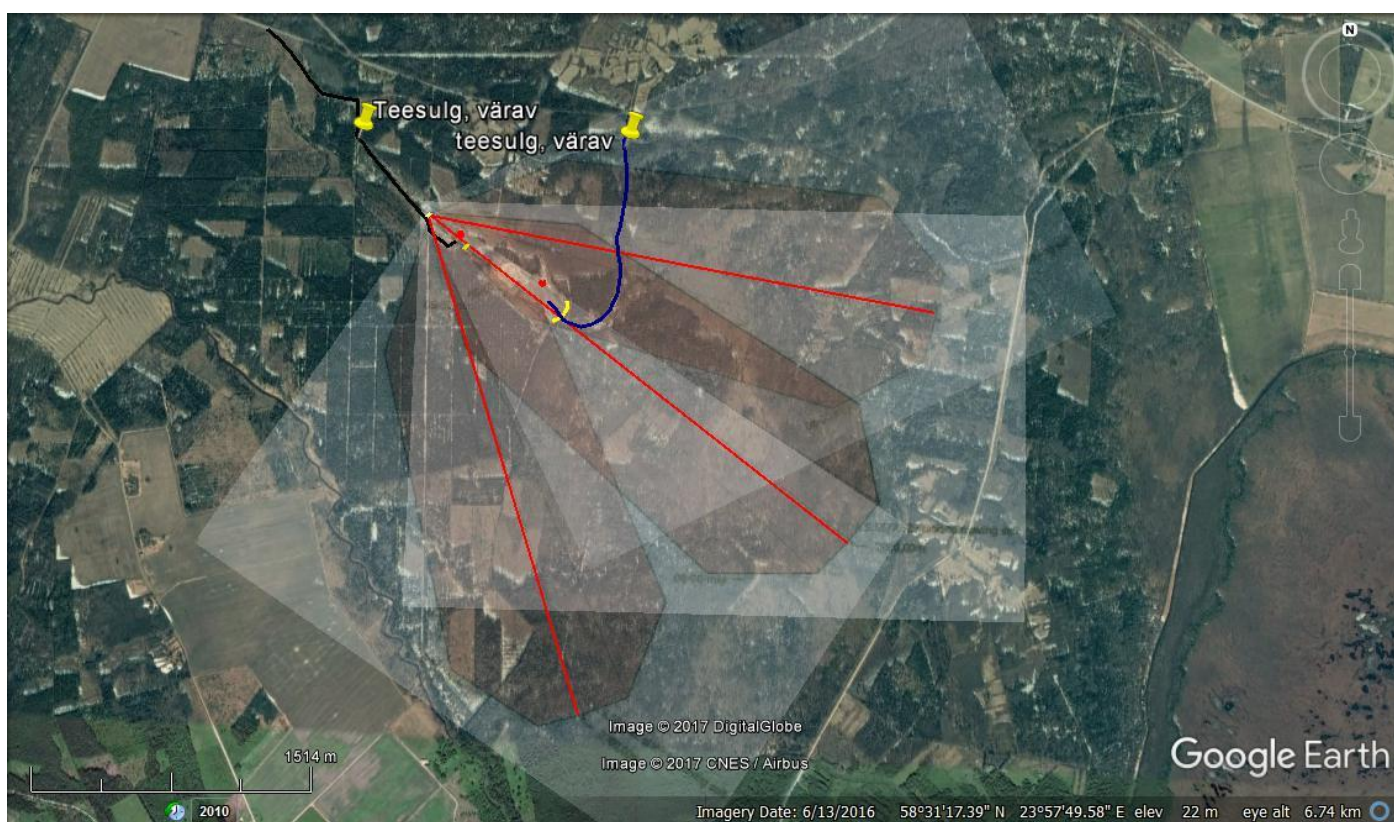 N
Teesulg, värav
teesulg, värav
Image © 2017 DigitalGlobe
Image © 2017 CNES / Airbus
1514 m
Google Earth
2010
Imagery Date: 6/13/2016 58°31'17.39" N 23°57'49.58" E elev 22 m eye alt 6.74 km